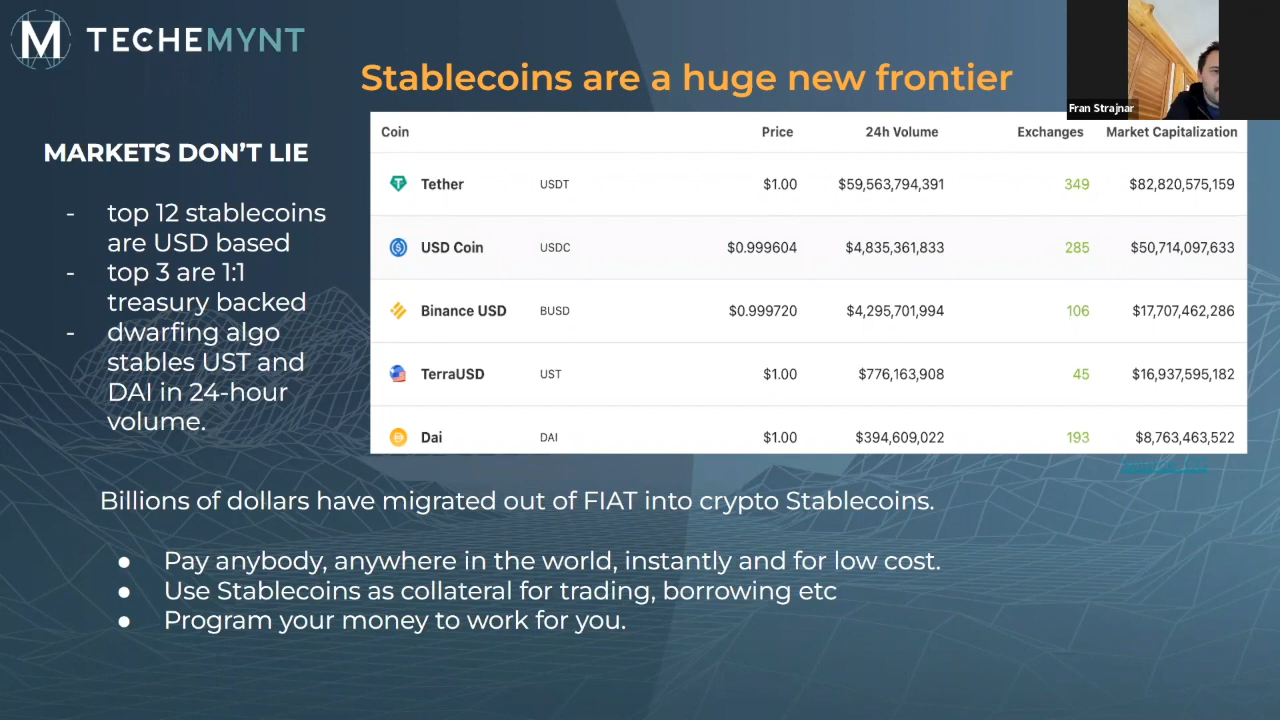 M TECHEMYNT
Stablecoins are a huge new frontier
Fran Strajnar
MARKETS DON'T LIE
- top 12 stablecoins
are USD based
- top 3 are 1:1
treasury backed
- dwarfing algo
stables UST and
DAI in 24-hour
volume.
Coin Price 24h Volume Exchanges Market Capitalization
Tether USDT $1.00 $59,563,794,391 349 $82,820,575,159
USD Coin USDC $0.999604 $4,835,361,833 285 $50,714,097,633
Binance USD BUSD $0.999720 $4,295,701,994 106 $17,707,462,286
TerraUSD UST $1.00 $776,163,908 45 $16,937,595,182
Dai DAI $1.00 $394,609,022 193 $8,763,463,522
Billions of dollars have migrated out of FIAT into crypto Stablecoins.
● Pay anybody, anywhere in the world, instantly and for low cost.
● Use Stablecoins as collateral for trading, borrowing etc
● Program your money to work for you.